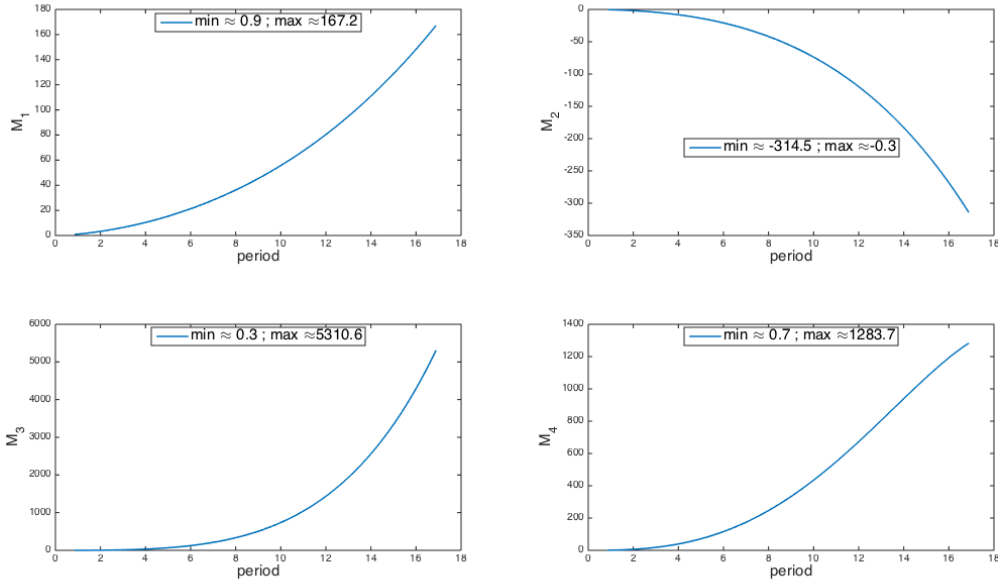 180
160
140
120
100
80
60
40
20
0
M1
min ≈ 0.9 ; max ≈167.2
0 2 4 6 8 10 12 14 16 18
period
0
-50
-100
-150
-200
-250
-300
-350
M2
min ≈ -314.5 ; max ≈-0.3
0 2 4 6 8 10 12 14 16 18
period
6000
5000
4000
3000
2000
1000
0
M3
min ≈ 0.3 ; max ≈5310.6
0 2 4 6 8 10 12 14 16 18
period
1400
1200
1000
800
600
400
200
0
M4
min ≈ 0.7 ; max ≈1283.7
0 2 4 6 8 10 12 14 16 18
period